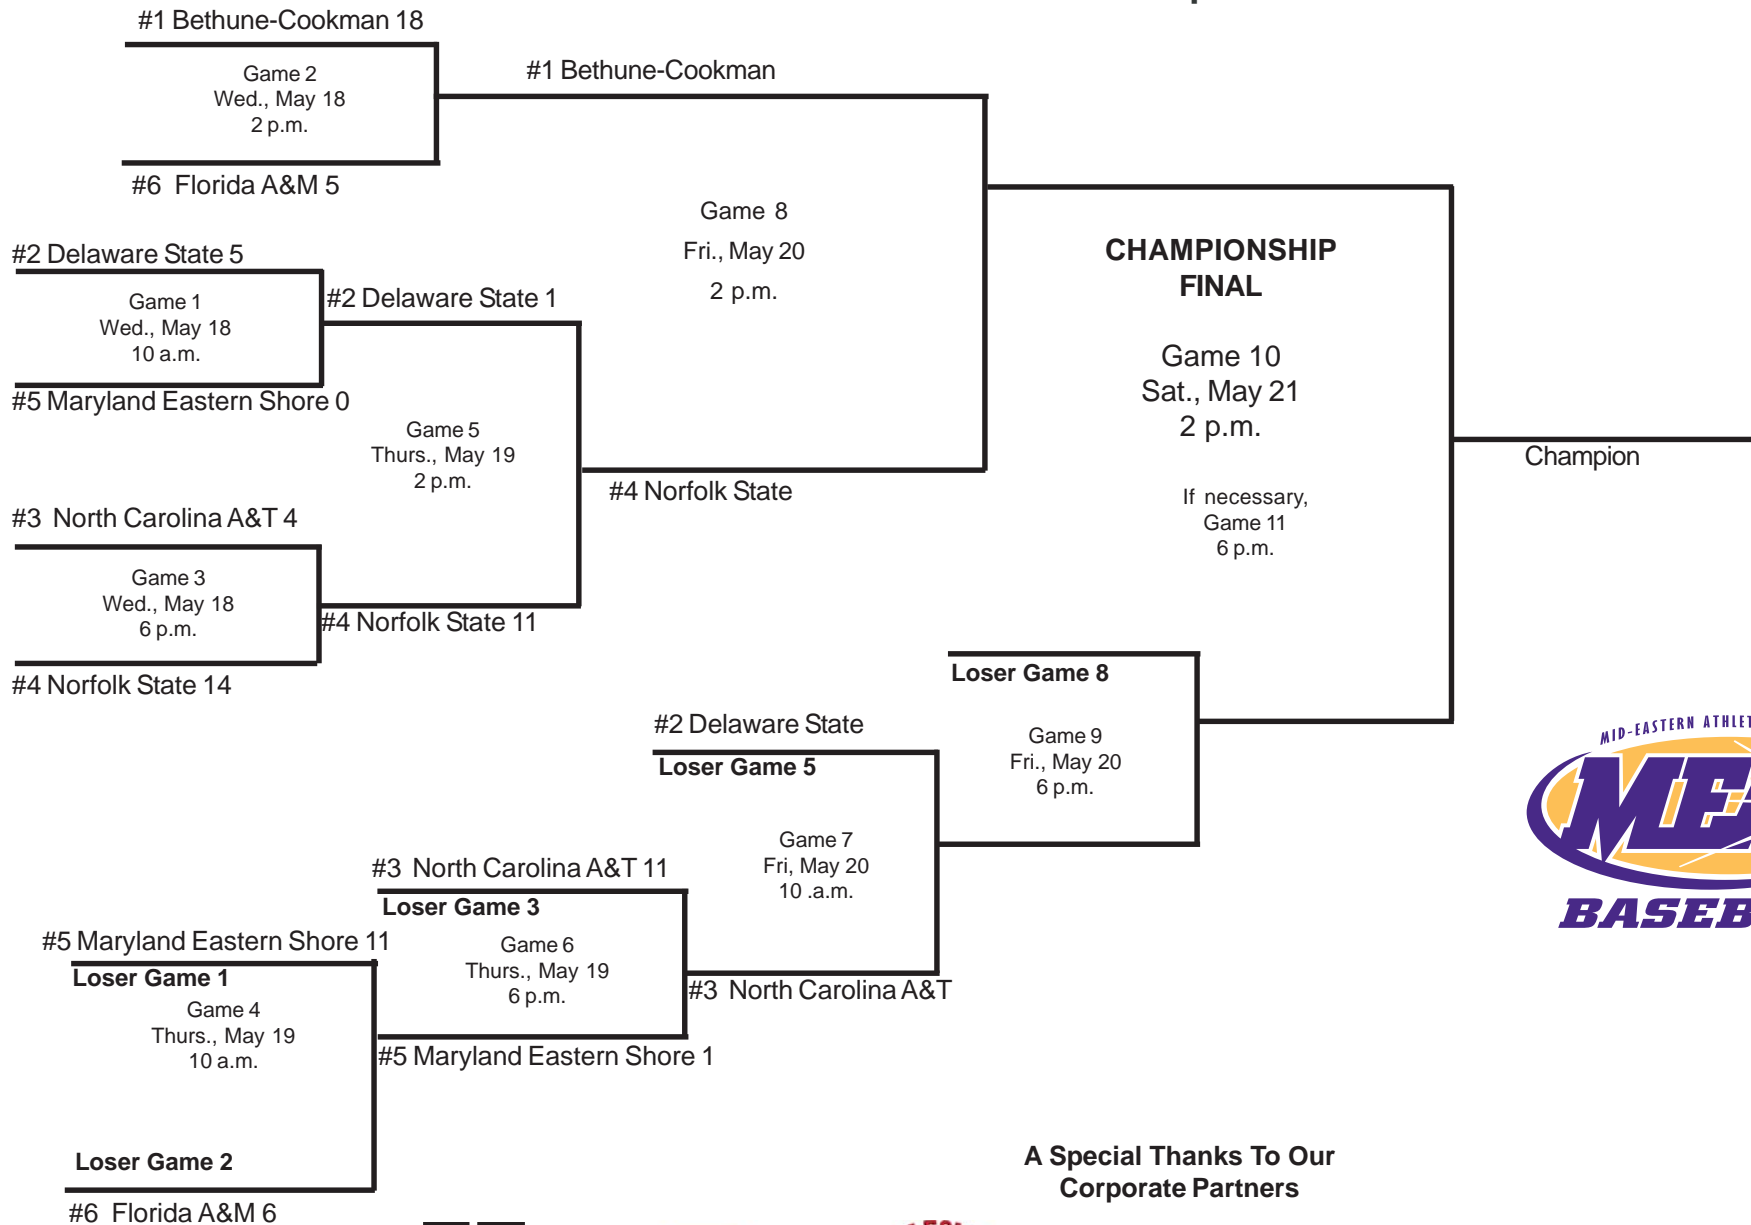 #1 Bethune-Cookman 18
Game 2
Wed., May 18
2 p.m.
#6 Florida A&M 5
#1 Bethune-Cookman
#2 Delaware State 5
Game 1
Wed., May 18
10 a.m.
#5 Maryland Eastern Shore 0
#2 Delaware State 1
Game 5
Thurs., May 19
2 p.m.
#3 North Carolina A&T 4
Game 3
Wed., May 18
6 p.m.
#4 Norfolk State 14
#4 Norfolk State 11
Game 8
Fri., May 20
2 p.m.
#4 Norfolk State
CHAMPIONSHIP
FINAL
Game 10
Sat., May 21
2 p.m.
If necessary,
Game 11
6 p.m.
Champion
Loser Game 8
Game 9
Fri., May 20
6 p.m.
#2 Delaware State
Loser Game 5
Game 7
Fri, May 20
10 .a.m.
#3 North Carolina A&T
#3 North Carolina A&T 11
Loser Game 3
Game 6
Thurs., May 19
6 p.m.
#5 Maryland Eastern Shore 1
#5 Maryland Eastern Shore 11
Loser Game 1
Game 4
Thurs., May 19
10 a.m.
Loser Game 2
#6 Florida A&M 6
MID-EASTERN
A Special Thanks To Our
Corporate Partners